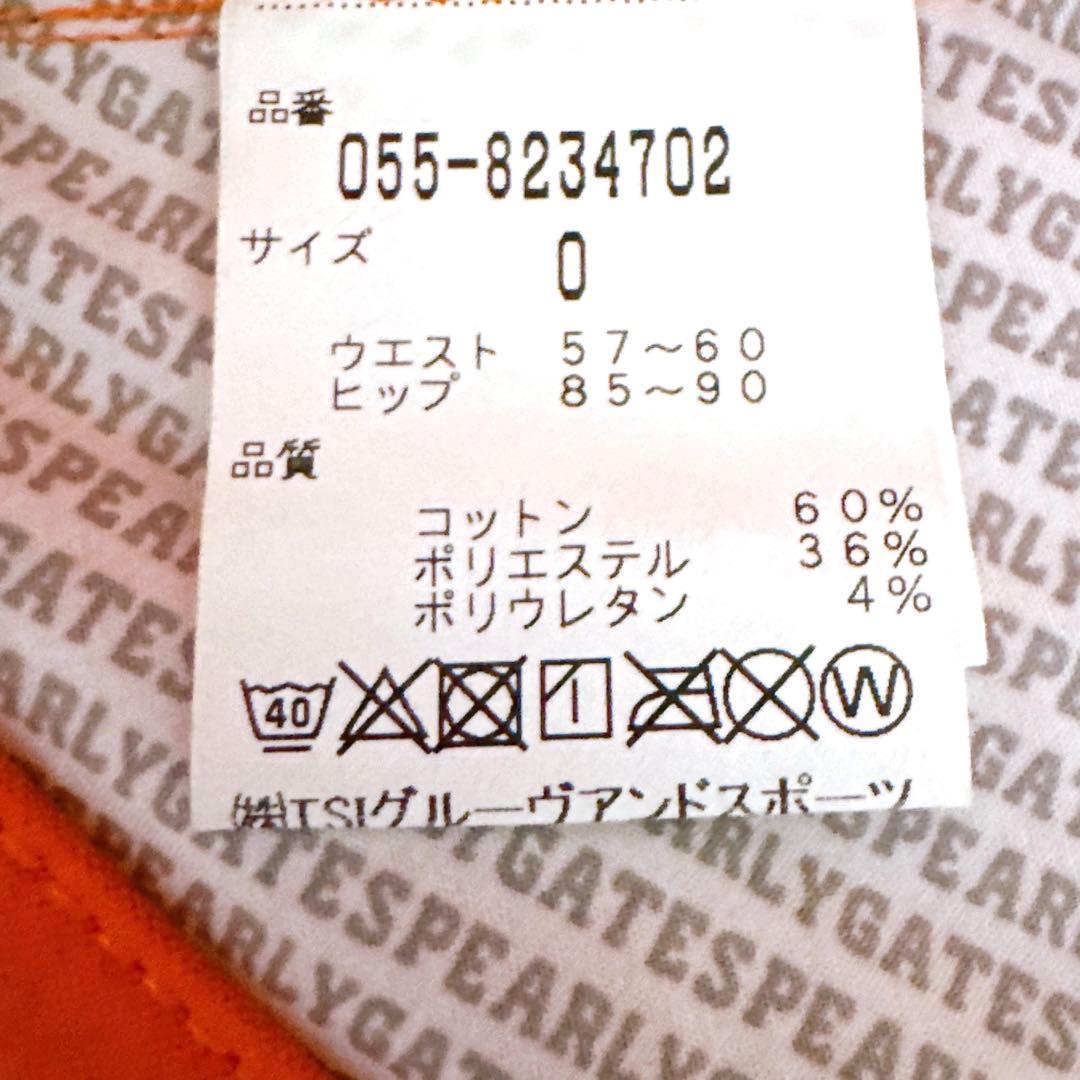 品番
055-8234702
サイズ 0
ウエスト 57～60
ヒップ 85～90
品質
コットン 60%
ポリエステル 36%
ポリウレタン 4%
40 W
㈱TSIグルーヴアンドスポーツ
PEARLYGATES